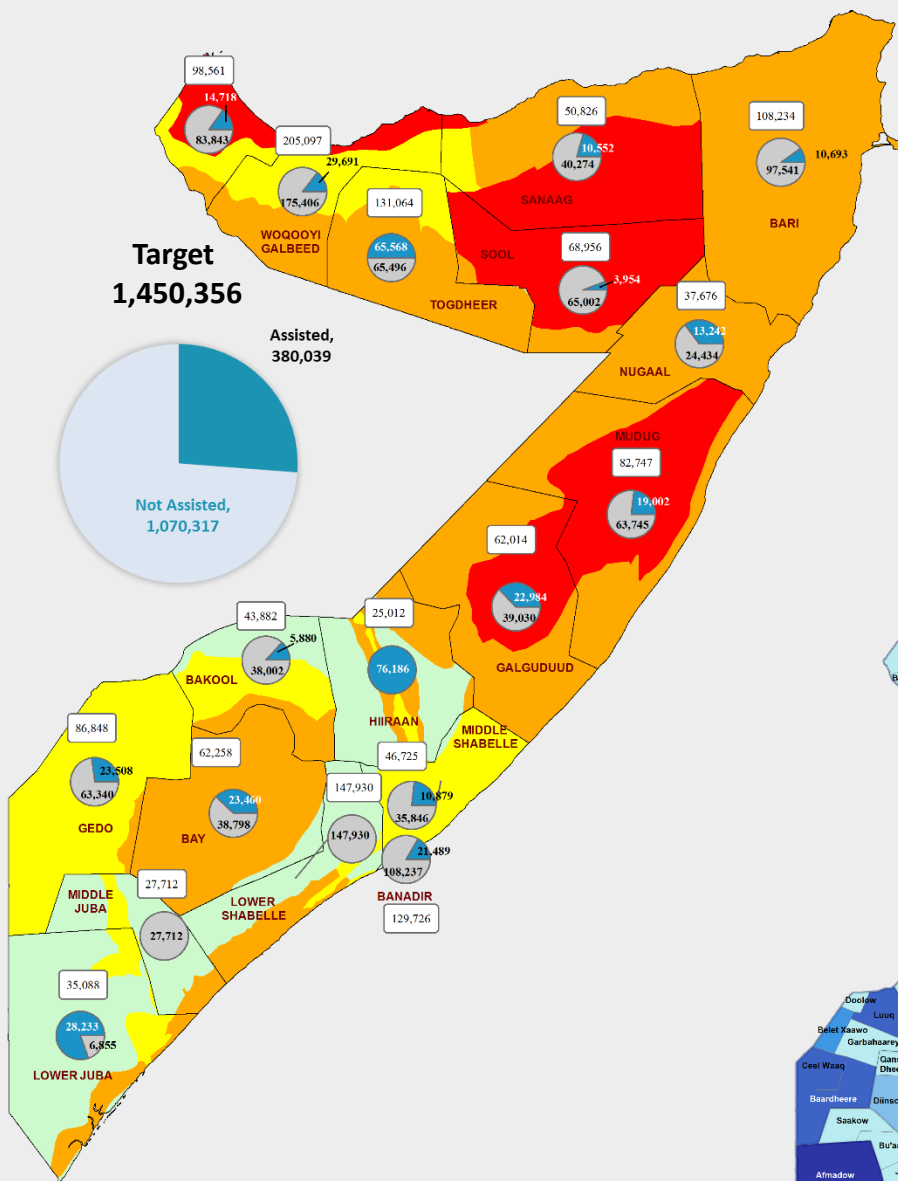 98,561
14,718
83,843
205,097
29,691
175,406
WOQOOYI
GALBEED
131,064
65,568
65,496
TOGDHEER
50,826
10,552
40,274
SANAAG
SOOL
68,956
3,954
65,002
108,234
10,693
97,541
BARI
37,676
13,242
24,434
NUGAAL
Target
1,450,356
Assisted,
380,039
Not Assisted,
1,070,317
MUDUG
82,747
19,002
63,745
62,014
22,984
39,030
GALGUDUUD
43,882
5,880
38,002
BAKOOL
25,012
76,186
HIIRAAN
MIDDLE
SHABELLE
46,725
10,879
35,846
86,848
23,508
63,340
GEDO
62,258
23,460
38,798
BAY
147,930
147,930
21,489
108,237
BANADIR
129,726
27,712
MIDDLE
JUBA
27,712
LOWER
SHABELLE
35,088
28,233
6,855
LOWER JUBA
Doolow
Luuq
Belet Xaawo
Garbahaarey
Ceel Waaq
Baardheere
Saakow
Afmadow